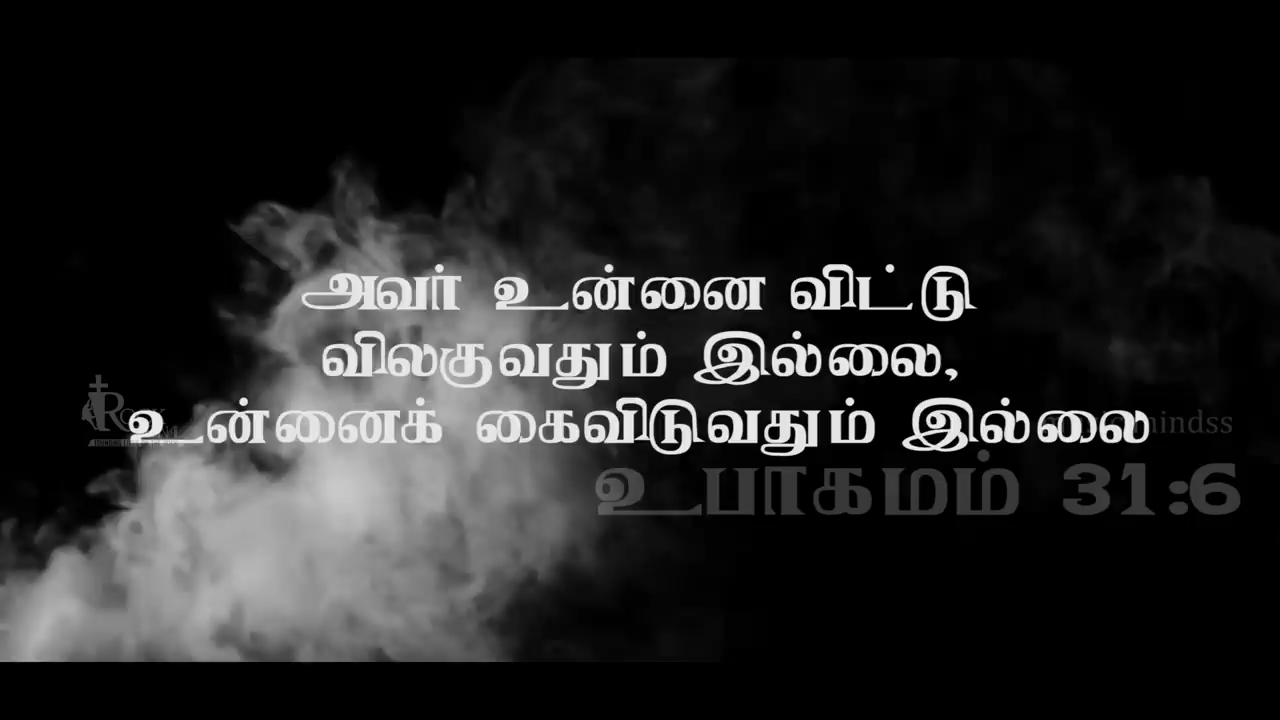 அவர் உன்னை விட்டு
விலகுவதும் இல்லை,
உன்னைக் கைவிடுவதும் இல்லை
உபாகமம் 31:6